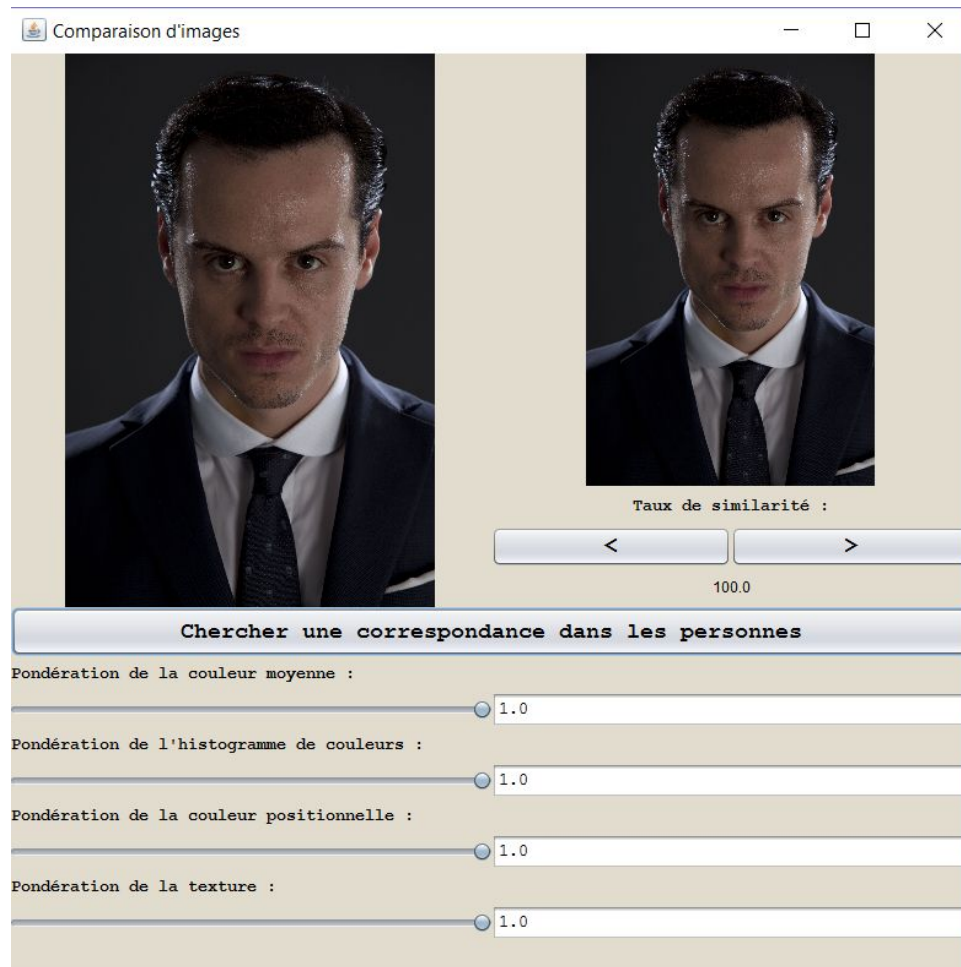 Comparaison d'images
Taux de similarité :
< >
100.0
Chercher une correspondance dans les personnes
Pondération de la couleur moyenne :
1.0
Pondération de l'histogramme de couleurs :
1.0
Pondération de la couleur positionnelle :
1.0
Pondération de la texture :
1.0